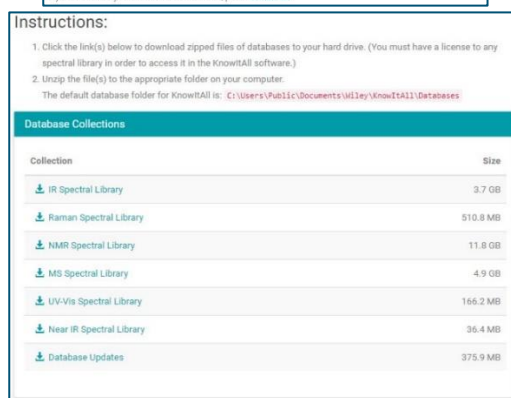 Instructions:
1. Click the link(s) below to download zipped files of databases to your hard drive. (You must have a license to any
spectral library in order to access it in the KnowItAll software.)
2. Unzip the file(s) to the appropriate folder on your computer.
The default database folder for KnowItAll is: C:\Users\Public\Documents\Wiley\KnowItAll\Databases
Database Collections
Collection Size
IR Spectral Library 3.7 GB
Raman Spectral Library 510.8 MB
NMR Spectral Library 11.8 GB
MS Spectral Library 4.9 GB
UV-Vis Spectral Library 166.2 MB
Near IR Spectral Library 36.4 MB
Database Updates 375.9 MB